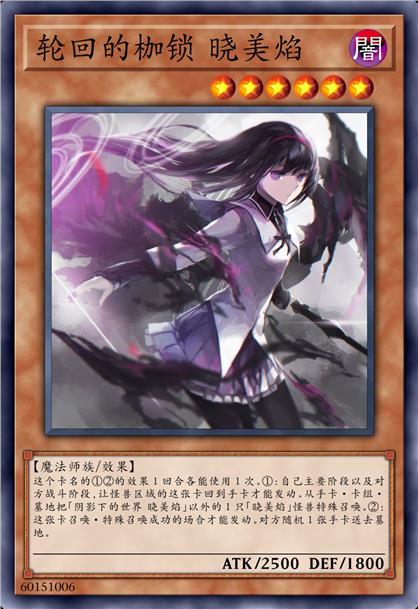 轮回的枷锁 晓美焰
闇
【魔法师族/效果】
这个卡名的①②的效果1回合各能使用1次。①:自己主要阶段以及对
方战斗阶段,让怪兽区域的这张卡回到手卡才能发动。从手卡·卡组·
墓地把「阴影下的世界 晓美焰」以外的1只「晓美焰」怪兽特殊召唤。②:
这张卡召唤·特殊召唤成功的场合才能发动。对方随机1张手卡送去墓
地。
ATK/2500 DEF/1800
60151006